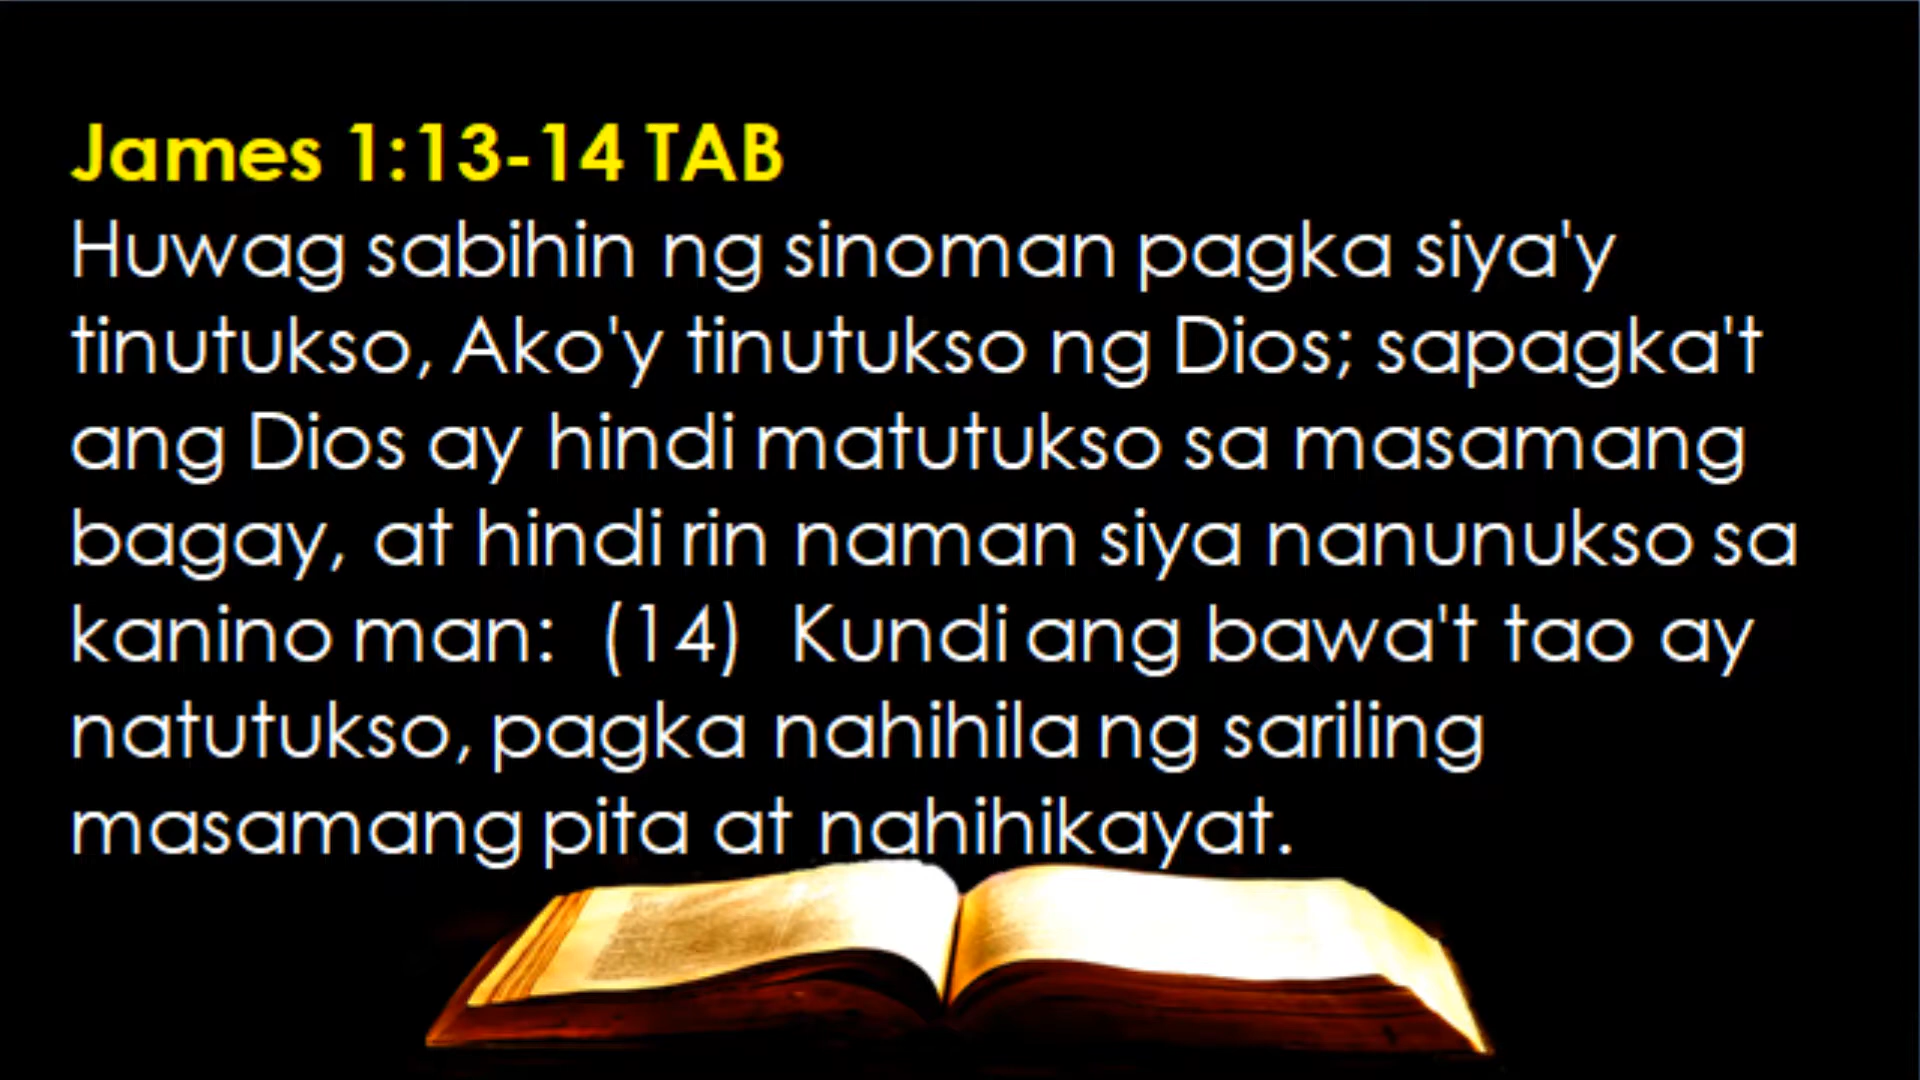 James 1:13-14 TAB
Huwag sabihin ng sinoman pagka siya'y
tinutukso, Ako'y tinutukso ng Dios; sapagka't
ang Dios ay hindi matutukso sa masamang
bagay, at hindi rin naman siya nanunukso sa
kanino man:  (14)  Kundi ang bawa't tao ay
natutukso, pagka nahihila ng sariling
masamang pita at nahihikayat.